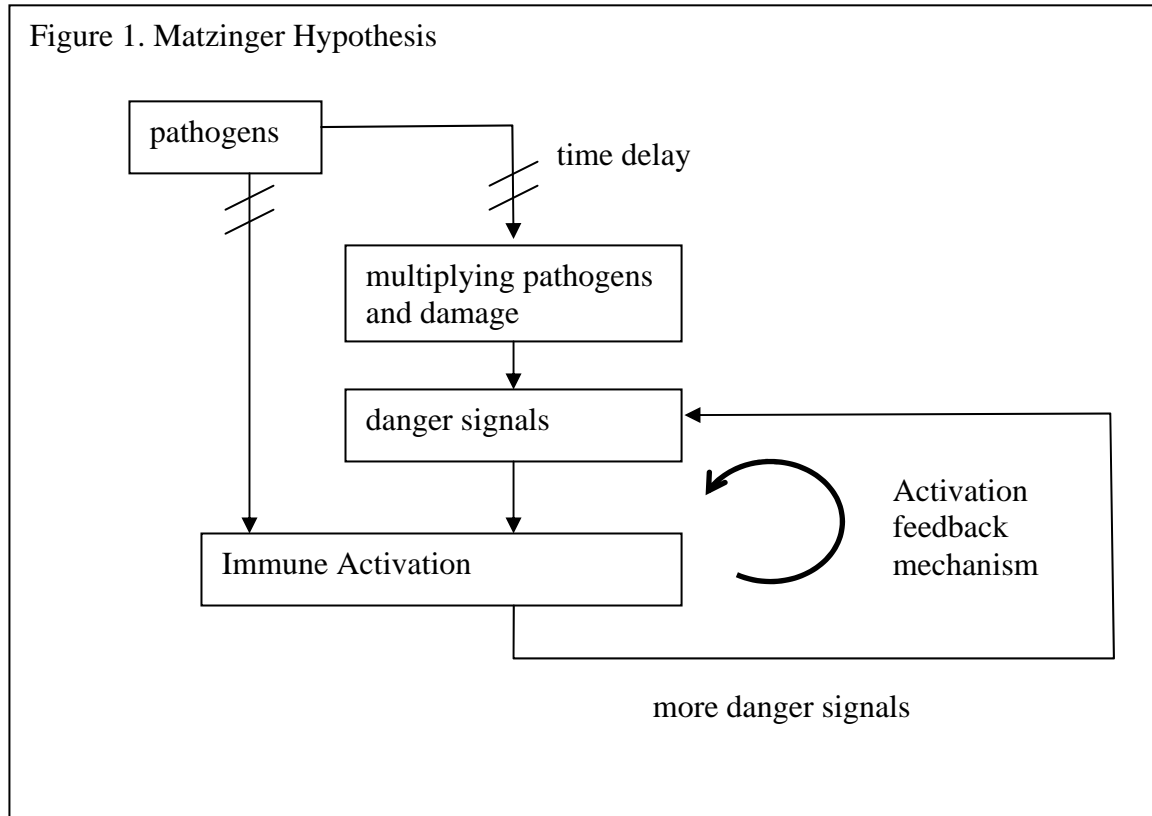 Figure 1. Matzinger Hypothesis
pathogens
time delay
multiplying pathogens
and damage
danger signals
Activation
feedback
mechanism
Immune Activation
more danger signals